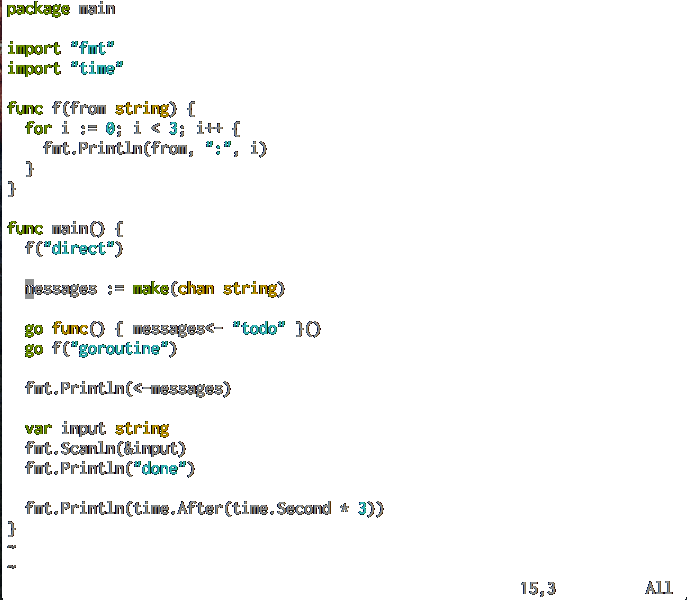 package main
import "fmt"
import "time"
func f(from string) {
for i := 0; i < 3; i++ {
fmt.Println(from, ":", i)
}
}
func main() {
f("direct")
messages := make(chan string)
go func() { messages<- "todo" }()
go f("goroutine")
fmt.Println(<-messages)
var input string
fmt.Scanln(&input)
fmt.Println("done")
fmt.Println(time.After(time.Second * 3))
}
~
~
15,3 All